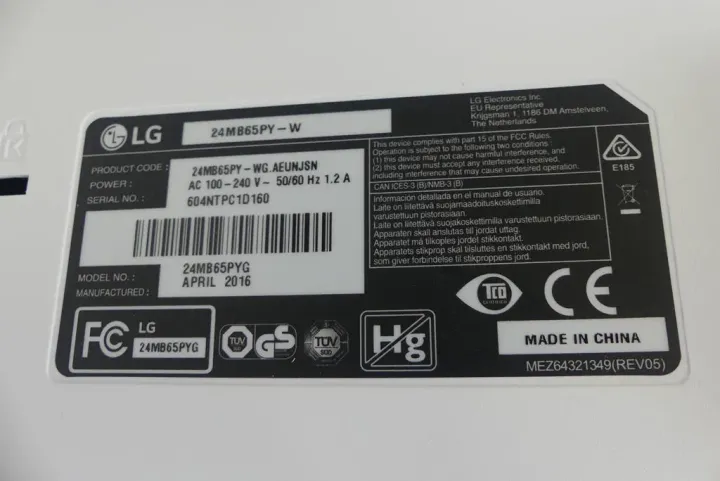 LG
24MB65PY-W
LG Electronics Inc.
EU Representative
Krijgsman 1, 1186 DM Amstelveen,
The Netherlands
PRODUCT CODE : 24MB65PY-WG.AEUNJSN
POWER : AC 100-240 V~ 50/60 Hz 1.2 A
SERIAL NO. : 604NTPC1D160
MODEL NO. : 24MB65PYG
MANUFACTURED : APRIL 2016
This device complies with part 15 of the FCC Rules.
Operation is subject to the following two conditions:
(1) this device may not cause harmful interference, and
(2) this device must accept any interference received,
including interference that may cause undesired operation.
CAN ICES-3 (B)/NMB-3 (B)
Información detallada en el manual de usuario.
Laite on liitettävä suojamaadoituskoskettimilla
varustettuun pistorasiaan.
Laite on liitettävä suojakoskettimilla varustettuun pistorasiaan.
Apparaten skall anslutas till jordat uttag.
Apparatet må tilkoples jordet stikkontakt.
Apparatets stikprop skal tilsluttes en stikkontakt med jord,
som giver forbindelse til stikproppens jord.
E185
FC LG
24MB65PYG
TÜV GS
TÜV
Hg
TCO
CE
MADE IN CHINA
MEZ64321349(REV05)